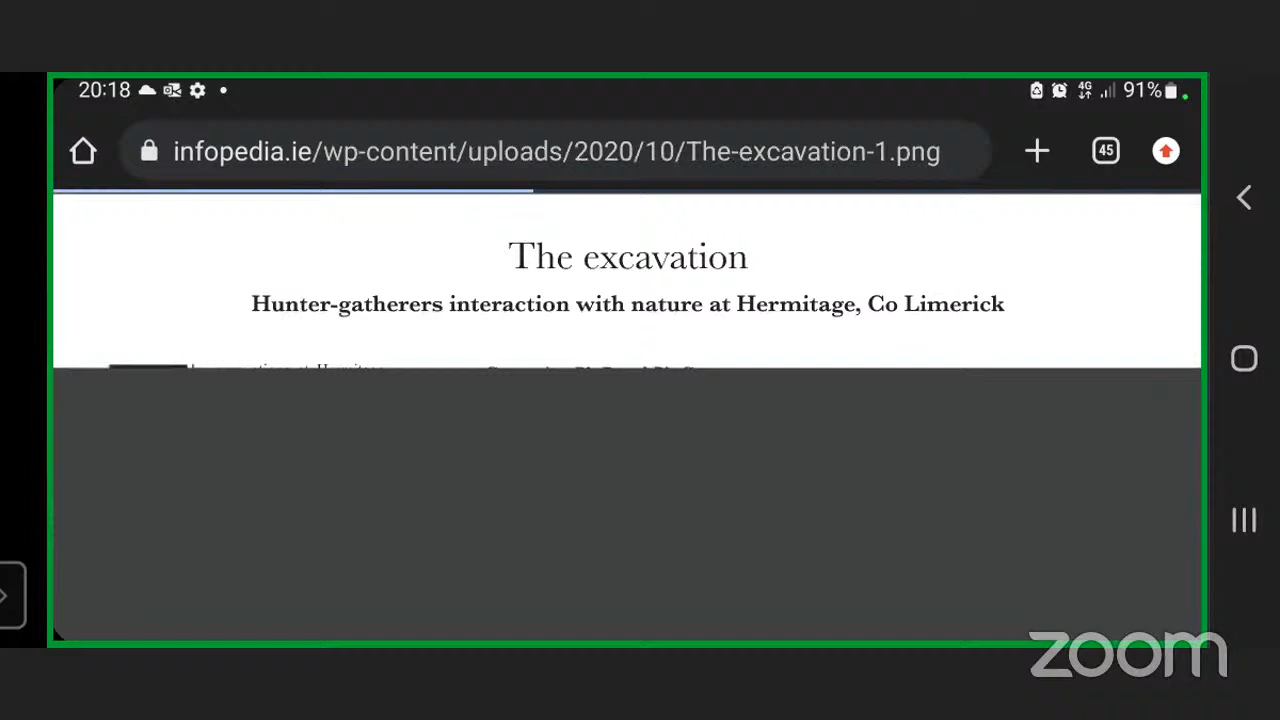 20:18
4G
91%
infopedia.ie/wp-content/uploads/2020/10/The-excavation-1.png
45
The excavation
Hunter-gatherers interaction with nature at Hermitage, Co Limerick
zoom